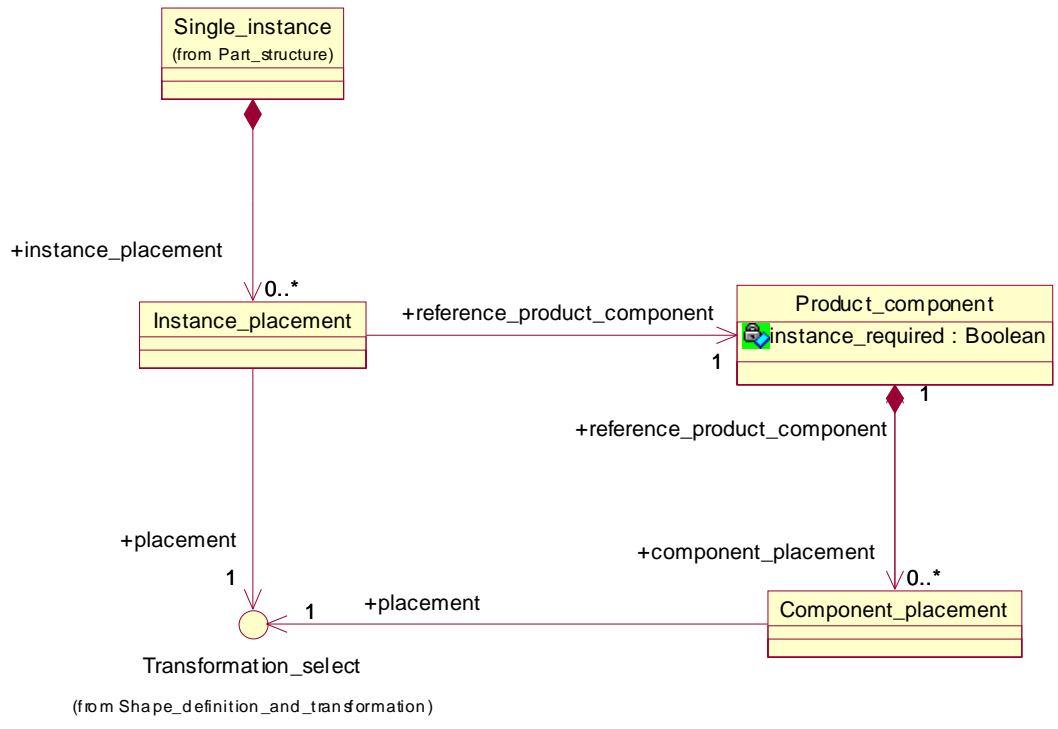 Single_instance
(from Part_structure)
+instance_placement
0..*
Instance_placement
+reference_product_component
1
Product_component
instance_required : Boolean
1
+reference_product_component
+placement
1
+component_placement
0..*
1
+placement
Component_placement
Transformation_select
(from Shape_definition_and_transformation)